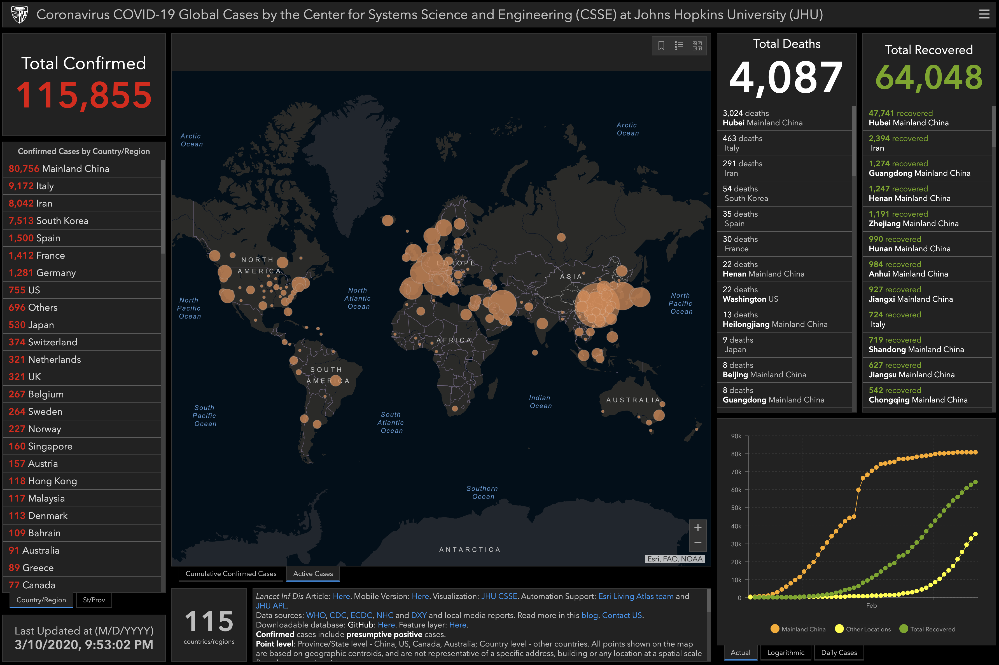 Coronavirus COVID-19 Global Cases by the Center for Systems Science and Engineering (CSSE) at Johns Hopkins University (JHU)
Total Confirmed
115,855
Confirmed Cases by Country/Region
80,756 Mainland China
9,172 Italy
8,042 Iran
7,513 South Korea
1,500 Spain
1,412 France
1,281 Germany
755 US
696 Others
530 Japan
374 Switzerland
321 Netherlands
321 UK
267 Belgium
264 Sweden
227 Norway
160 Singapore
157 Austria
118 Hong Kong
117 Malaysia
113 Denmark
109 Bahrain
91 Australia
89 Greece
77 Canada
Country/Region
St/Prov
Last Updated at (M/D/YYYY)
3/10/2020, 9:53:02 PM
Arctic
Ocean
Arctic
Ocean
NORTH
AMERICA
EUROPE
ASIA
North
Pacific
Ocean
North
Atlantic
Ocean
North
Pacific
Ocean
AFRICA
SOUTH
AMERICA
South
Pacific
Ocean
South
Atlantic
Ocean
Indian
Ocean
AUSTRALIA
Southern
Ocean
ANTARCTICA
+
−
Esri, FAO, NOAA
Cumulative Confirmed Cases
Active Cases
115
countries/regions
Lancet Inf Dis Article: Here. Mobile Version: Here. Visualization: JHU CSSE. Automation Support: Esri Living Atlas team and
JHU APL.
Data sources: WHO, CDC, ECDC, NHC and DXY and local media reports. Read more in this blog. Contact US.
Downloadable database: GitHub: Here. Feature layer: Here.
Confirmed cases include presumptive positive cases.
Point level: Province/State level - China, US, Canada, Australia; Country level - other countries. All points shown on the map
are based on geographic centroids, and are not representative of a specific address, building or any location at a spatial scale
Total Deaths
4,087
3,024 deaths
Hubei Mainland China
463 deaths
Italy
291 deaths
Iran
54 deaths
South Korea
35 deaths
Spain
30 deaths
France
22 deaths
Henan Mainland China
22 deaths
Washington US
13 deaths
Heilongjiang Mainland China
9 deaths
Japan
8 deaths
Beijing Mainland China
8 deaths
Guangdong Mainland China
Total Recovered
64,048
47,741 recovered
Hubei Mainland China
2,394 recovered
Iran
1,274 recovered
Guangdong Mainland China
1,247 recovered
Henan Mainland China
1,191 recovered
Zhejiang Mainland China
990 recovered
Hunan Mainland China
984 recovered
Anhui Mainland China
927 recovered
Jiangxi Mainland China
724 recovered
Italy
719 recovered
Shandong Mainland China
627 recovered
Jiangsu Mainland China
542 recovered
Chongqing Mainland China
90k
80k
70k
60k
50k
40k
30k
20k
10k
0
Feb
Mainland China
Other Locations
Total Recovered
Actual
Logarithmic
Daily Cases